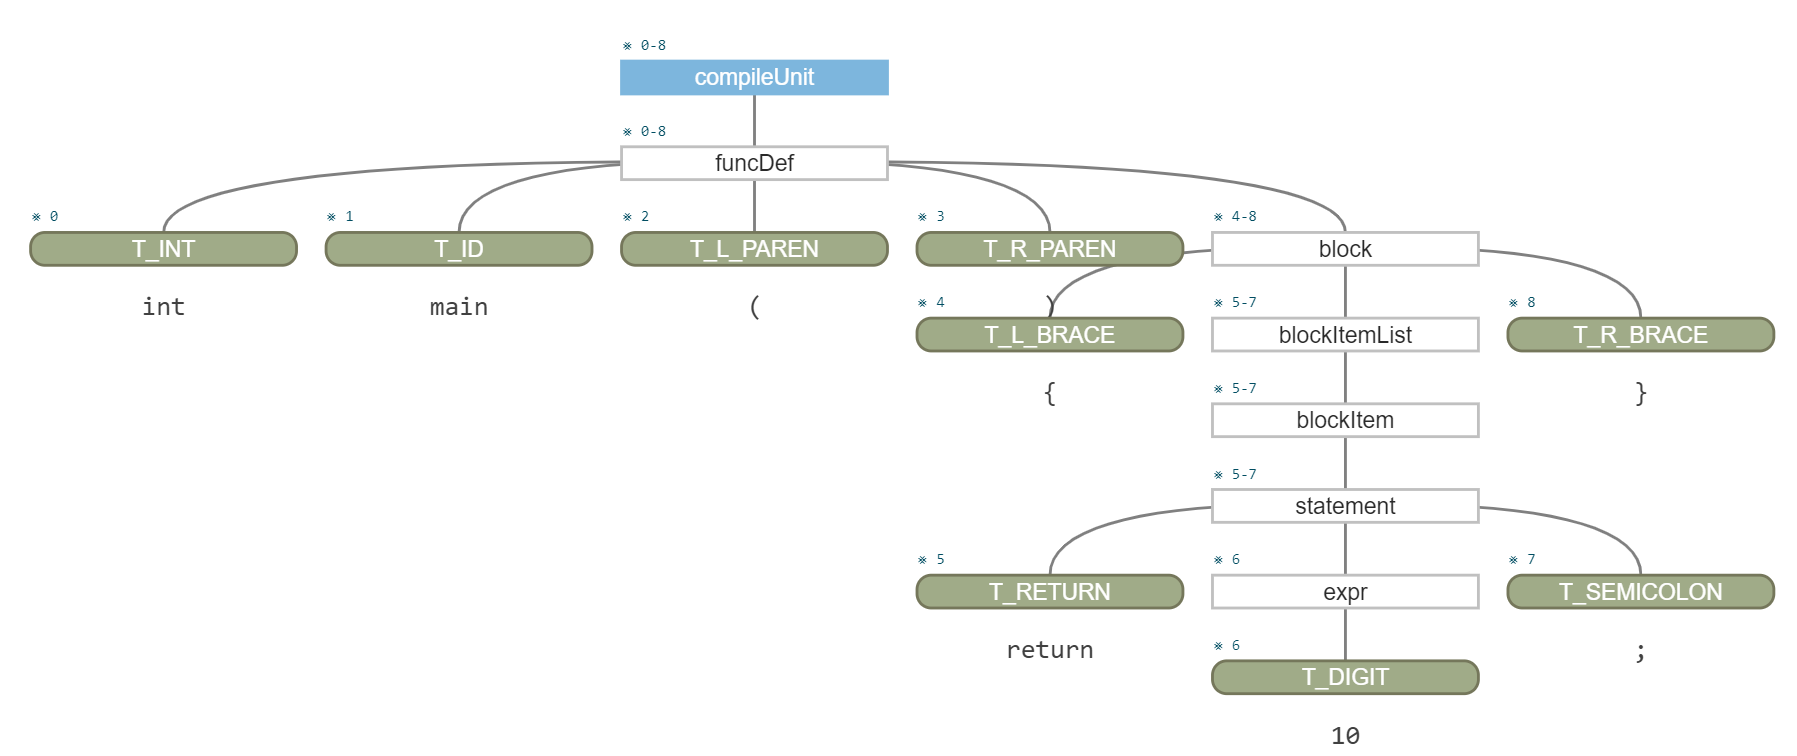 ※ 0-8
compileUnit
※ 0-8
funcDef
※ 0 ※ 1 ※ 2 ※ 3 ※ 4-8
T_INT T_ID T_L_PAREN T_R_PAREN block
int main ( )
※ 4 ※ 5-7 ※ 8
T_L_BRACE blockItemList T_R_BRACE
{ }
※ 5-7
blockItem
※ 5-7
statement
※ 5 ※ 6 ※ 7
T_RETURN expr T_SEMICOLON
return ;
※ 6
T_DIGIT
10